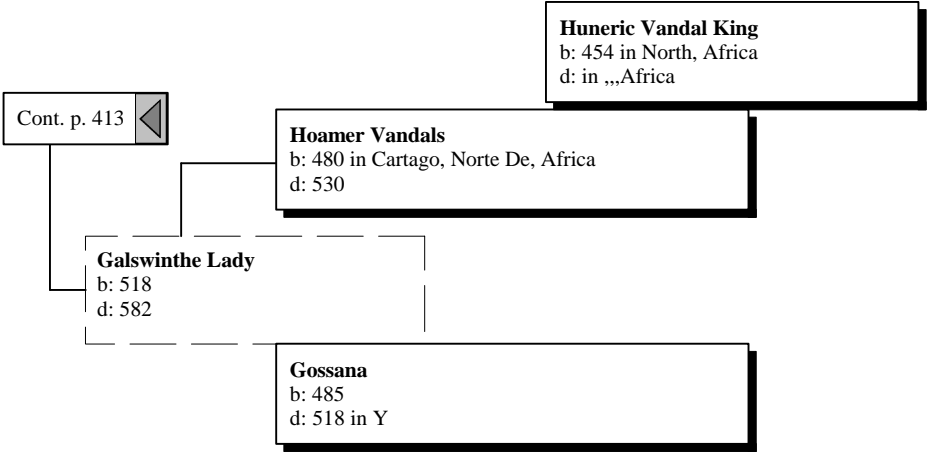 Huneric Vandal King
b: 454 in North, Africa
d: in ,,,Africa
Cont. p. 413
Hoamer Vandals
b: 480 in Cartago, Norte De, Africa
d: 530
Galswinthe Lady
b: 518
d: 582
Gossana
b: 485
d: 518 in Y